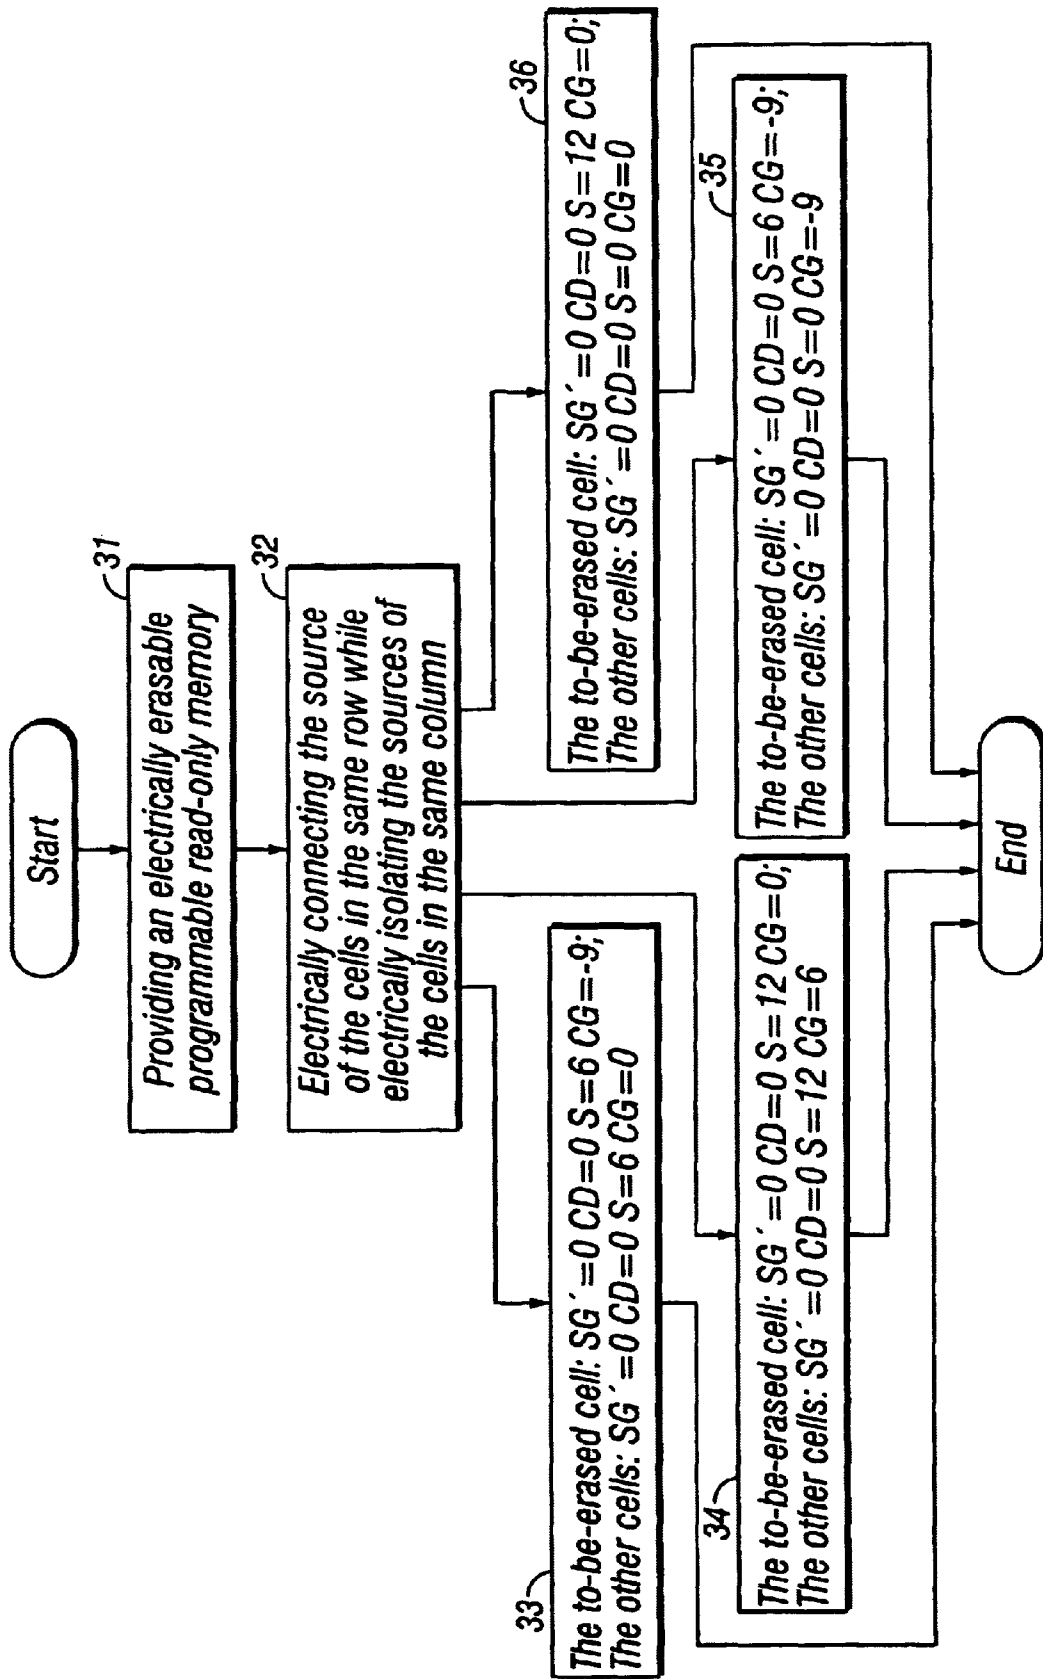 Start
31
Providing an electrically erasable
programmable read-only memory
32
Electrically connecting the source
of the cells in the same row while
electrically isolating the sources of
the cells in the same column
33
The to-be-erased cell: SG´=0 CD=0 S=6 CG=-9;
The other cells: SG´=0 CD=0 S=6 CG=0
36
The to-be-erased cell: SG´=0 CD=0 S=12 CG=0;
The other cells: SG´=0 CD=0 S=0 CG=0
34
The to-be-erased cell: SG´=0 CD=0 S=12 CG=0;
The other cells: SG´=0 CD=0 S=12 CG=6
35
The to-be-erased cell: SG´=0 CD=0 S=6 CG=-9;
The other cells: SG´=0 CD=0 S=0 CG=-9
End